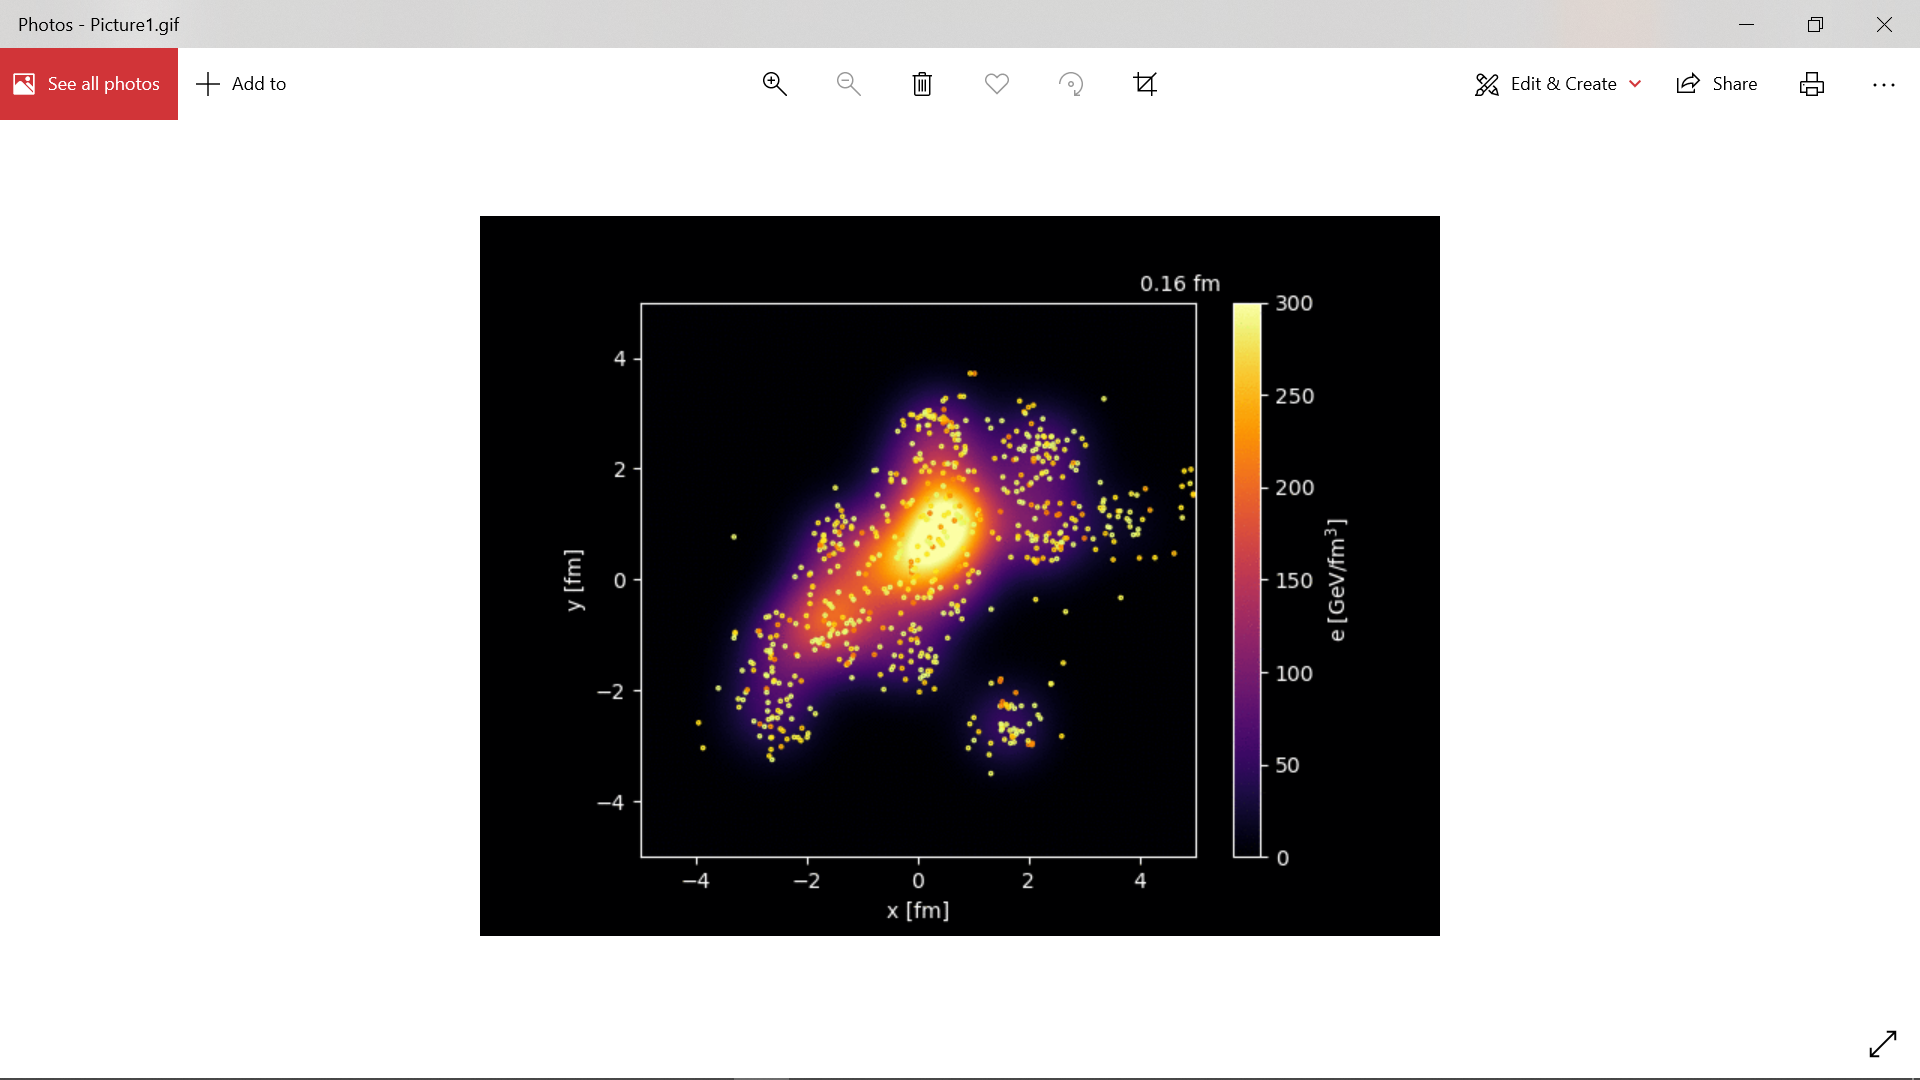 Photos - Picture1.gif
See all photos
Add to
Edit & Create
Share
0.16 fm
300
250
200
150
100
50
0
e [GeV/fm³]
4
2
0
−2
−4
y [fm]
−4 −2 0 2 4
x [fm]